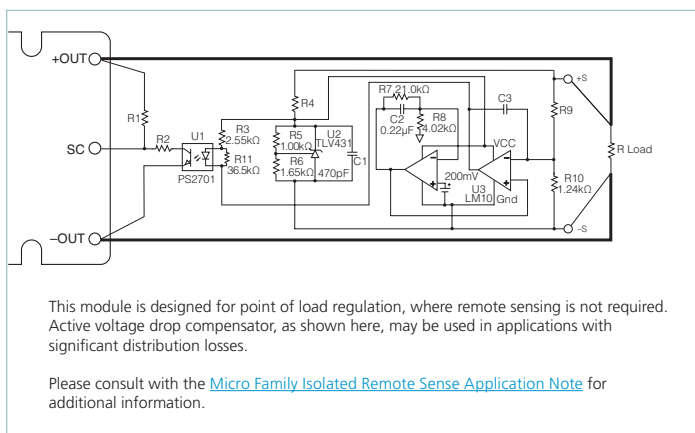 +OUT
SC
–OUT
R1
R2
U1
PS2701
R3
2.55kΩ
R11
36.5kΩ
R4
R5
1.00kΩ
R6
1.65kΩ
U2
TLV431
C1
470pF
R7 21.0kΩ
C2
0.22µF
R8
4.02kΩ
200mV
C3
VCC
U3
LM10
Gnd
R9
R10
1.24kΩ
+S
–S
R Load
This module is designed for point of load regulation, where remote sensing is not required.
Active voltage drop compensator, as shown here, may be used in applications with
significant distribution losses.
Please consult with the Micro Family Isolated Remote Sense Application Note for
additional information.